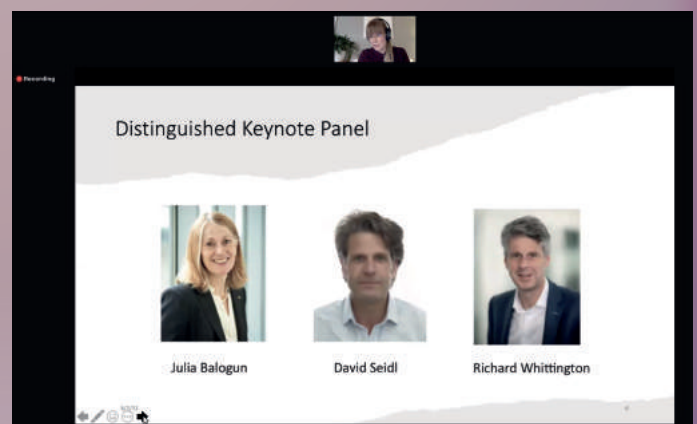 Recording
Distinguished Keynote Panel
Julia Balogun
David Seidl
Richard Whittington